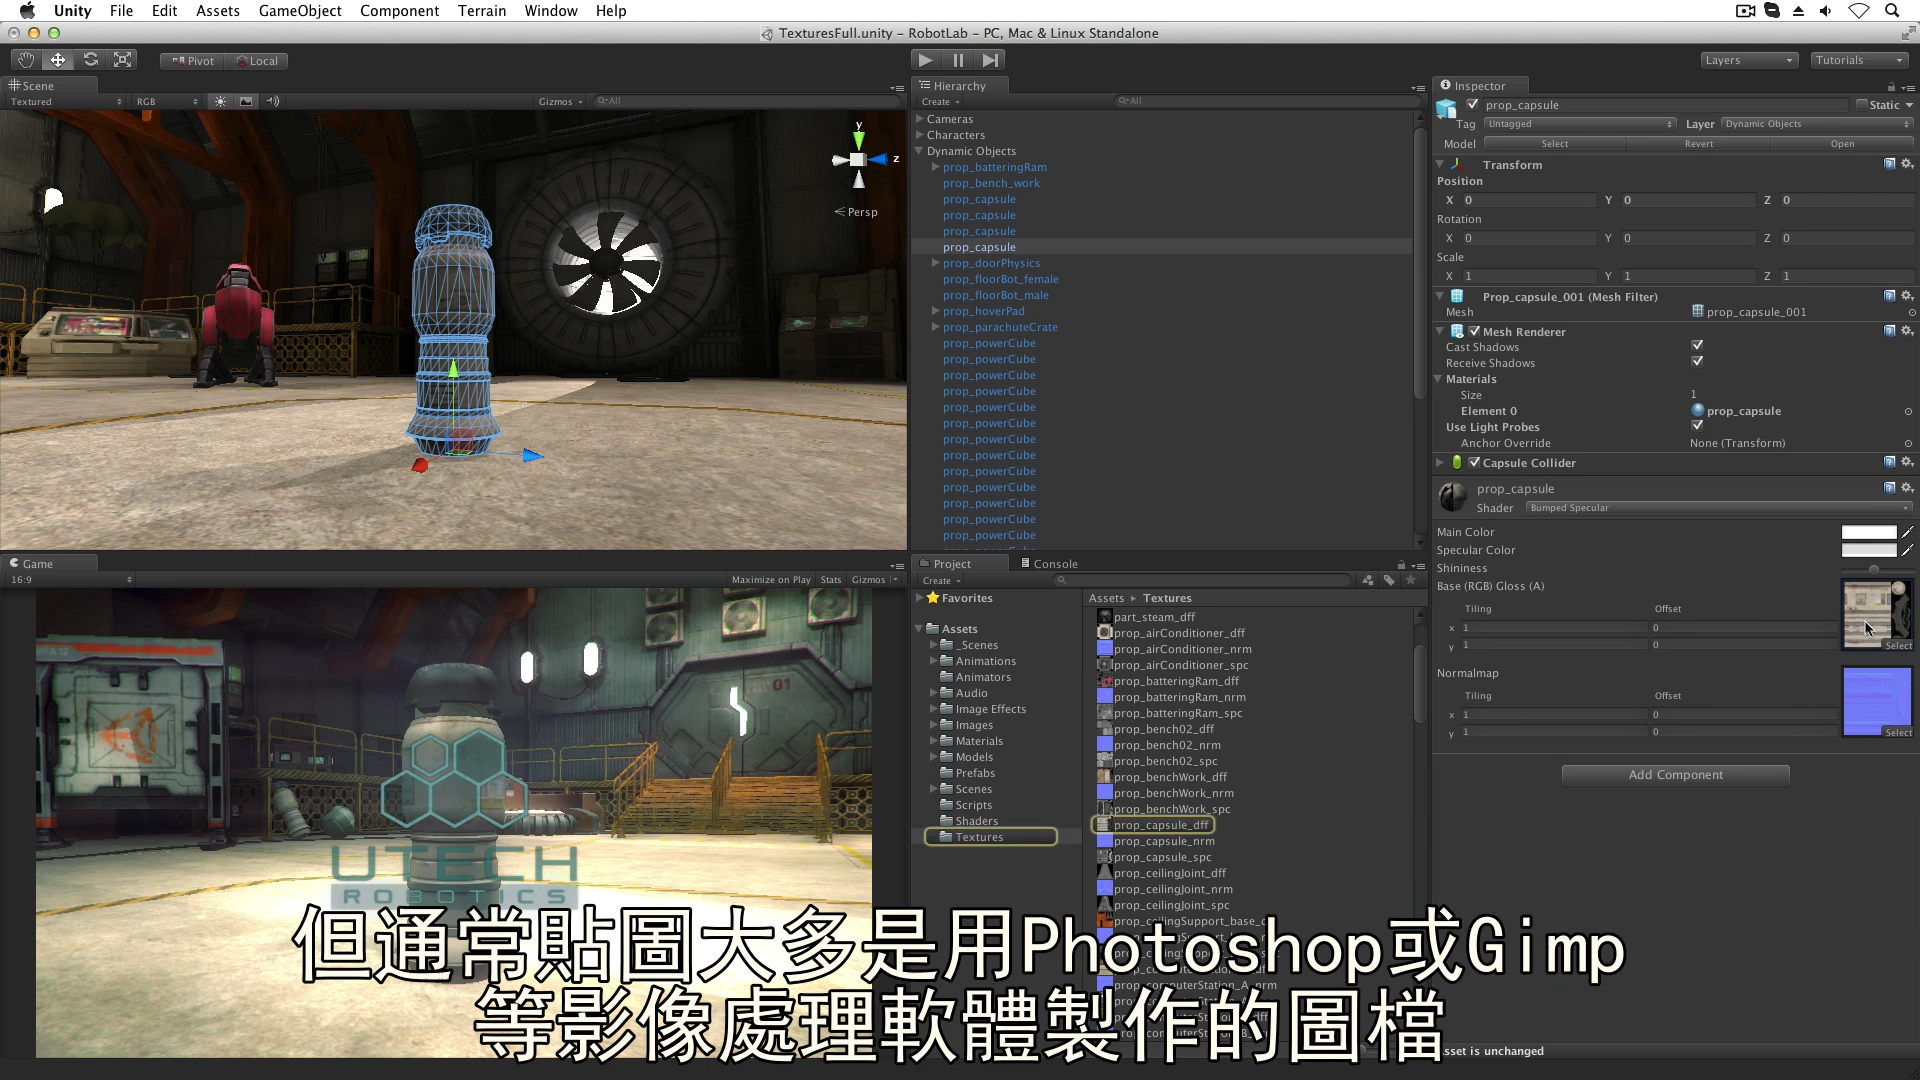 Unity File Edit Assets GameObject Component Terrain Window Help
TexturesFull.unity – RobotLab – PC, Mac & Linux Standalone
Pivot Local
Layers
Tutorials
Scene
Textured RGB Gizmos All
y
z
Persp
Game
16:9 Maximize on Play Stats Gizmos
01
UTECH
ROBOTICS
Hierarchy
Create All
Cameras
Characters
Dynamic Objects
prop_batteringRam
prop_bench_work
prop_capsule
prop_capsule
prop_capsule
prop_capsule
prop_doorPhysics
prop_floorBot_female
prop_floorBot_male
prop_hoverPad
prop_parachuteCrate
prop_powerCube
prop_powerCube
prop_powerCube
prop_powerCube
prop_powerCube
prop_powerCube
prop_powerCube
prop_powerCube
prop_powerCube
prop_powerCube
prop_powerCube
prop_powerCube
prop_powerCube
Project Console
Create
Favorites
Assets
_Scenes
Animations
Animators
Audio
Image Effects
Images
Materials
Models
Prefabs
Scenes
Scripts
Shaders
Textures
Assets Textures
part_steam_dff
prop_airConditioner_dff
prop_airConditioner_nrm
prop_airConditioner_spc
prop_batteringRam_dff
prop_batteringRam_nrm
prop_batteringRam_spc
prop_bench02_dff
prop_bench02_nrm
prop_bench02_spc
prop_benchWork_dff
prop_benchWork_nrm
prop_benchWork_spc
prop_capsule_dff
prop_capsule_nrm
prop_capsule_spc
prop_ceilingJoint_dff
prop_ceilingJoint_nrm
prop_ceilingJoint_spc
Inspector
prop_capsule Static
Tag Untagged Layer Dynamic Objects
Model Select Revert Open
Transform
Position
X 0 Y 0 Z 0
Rotation
X 0 Y 0 Z 0
Scale
X 1 Y 1 Z 1
Prop_capsule_001 (Mesh Filter)
Mesh prop_capsule_001
Mesh Renderer
Cast Shadows
Receive Shadows
Materials
Size 1
Element 0 prop_capsule
Use Light Probes
Anchor Override None (Transform)
Capsule Collider
prop_capsule
Shader Bumped Specular
Main Color
Specular Color
Shininess
Base (RGB) Gloss (A)
Tiling Offset
x 1 0
y 1 0
Select
Normalmap
Tiling Offset
x 1 0
y 1 0
Select
Add Component
但通常貼圖大多是用Photoshop或Gimp
等影像處理軟體製作的圖檔
Asset is unchanged